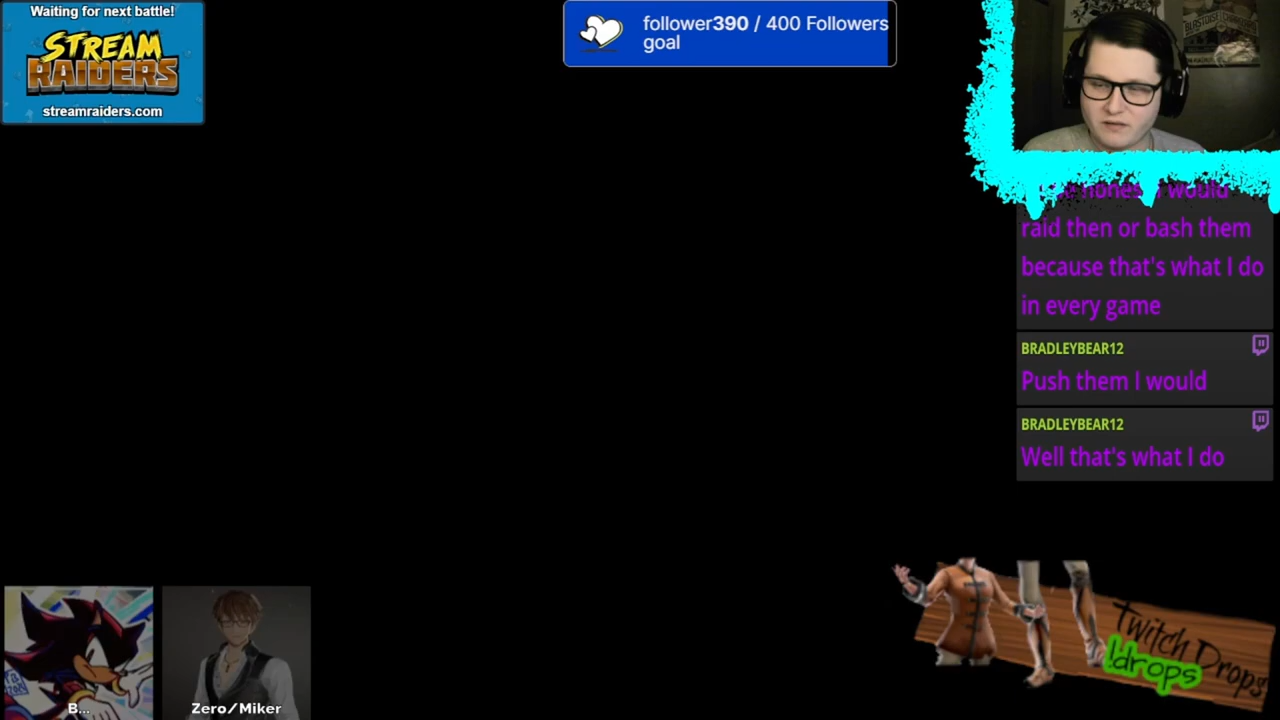 Waiting for next battle!
STREAM
RAIDERS
streamraiders.com
follower390 / 400 Followers
goal
would
raid then or bash them
because that's what I do
in every game
BRADLEYBEAR12
Push them I would
BRADLEYBEAR12
Well that's what I do
Twitch Drops
!drops
B...
Zero/Miker